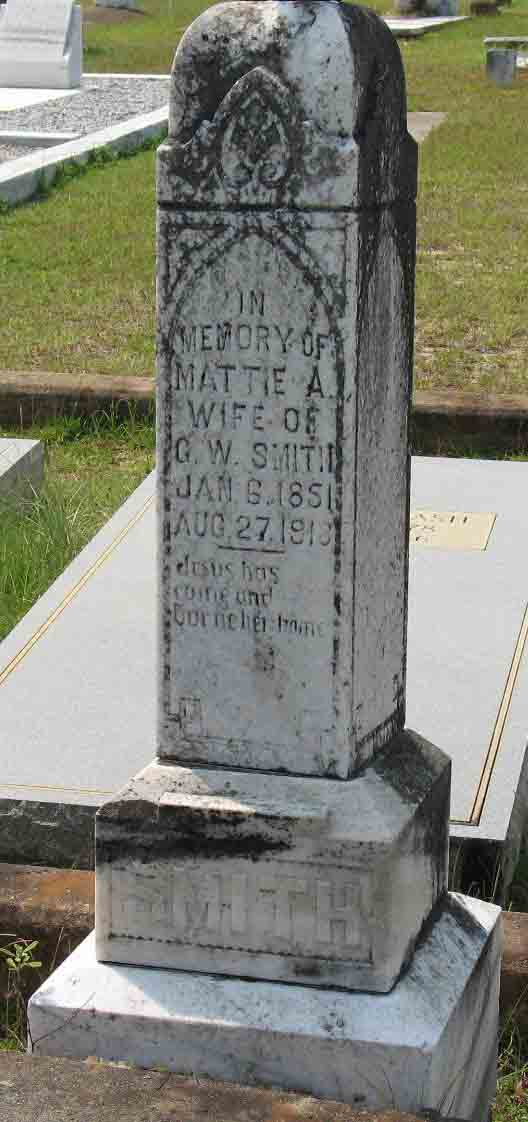 IN
MEMORY OF
MATTIE A.
WIFE OF
G. W. SMITH
JAN. 6. 1851
AUG. 27. 1913
Jesus has
come and
borne her home
SMITH